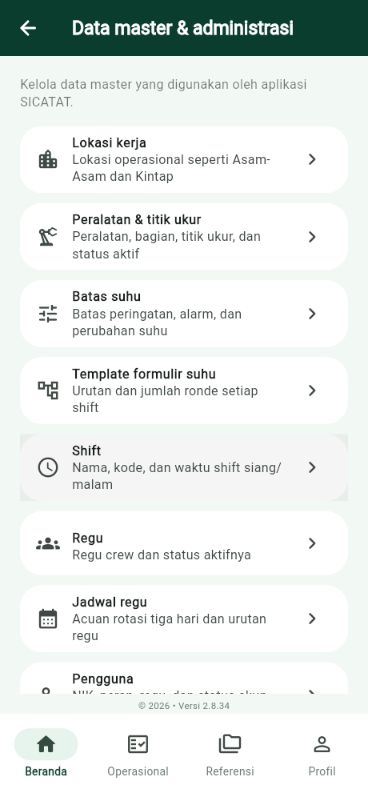 Data master & administrasi
Kelola data master yang digunakan oleh aplikasi
SICATAT.
Lokasi kerja
Lokasi operasional seperti Asam-
Asam dan Kintap
Peralatan & titik ukur
Peralatan, bagian, titik ukur, dan
status aktif
Batas suhu
Batas peringatan, alarm, dan
perubahan suhu
Template formulir suhu
Urutan dan jumlah ronde setiap
shift
Shift
Nama, kode, dan waktu shift siang/
malam
Regu
Regu crew dan status aktifnya
Jadwal regu
Acuan rotasi tiga hari dan urutan
regu
Pengguna
© 2026 • Versi 2.8.34
Beranda
Operasional
Referensi
Profil